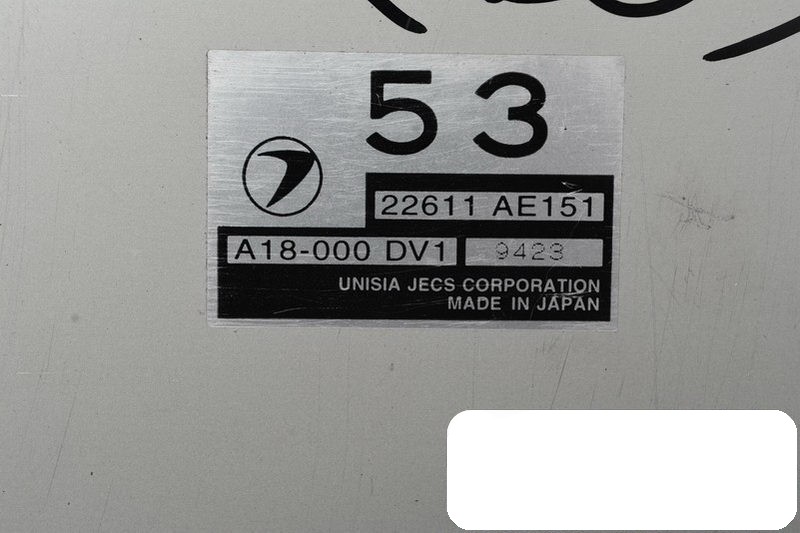 53
22611 AE151
A18-000 DV1 9423
UNISIA JECS CORPORATION
MADE IN JAPAN